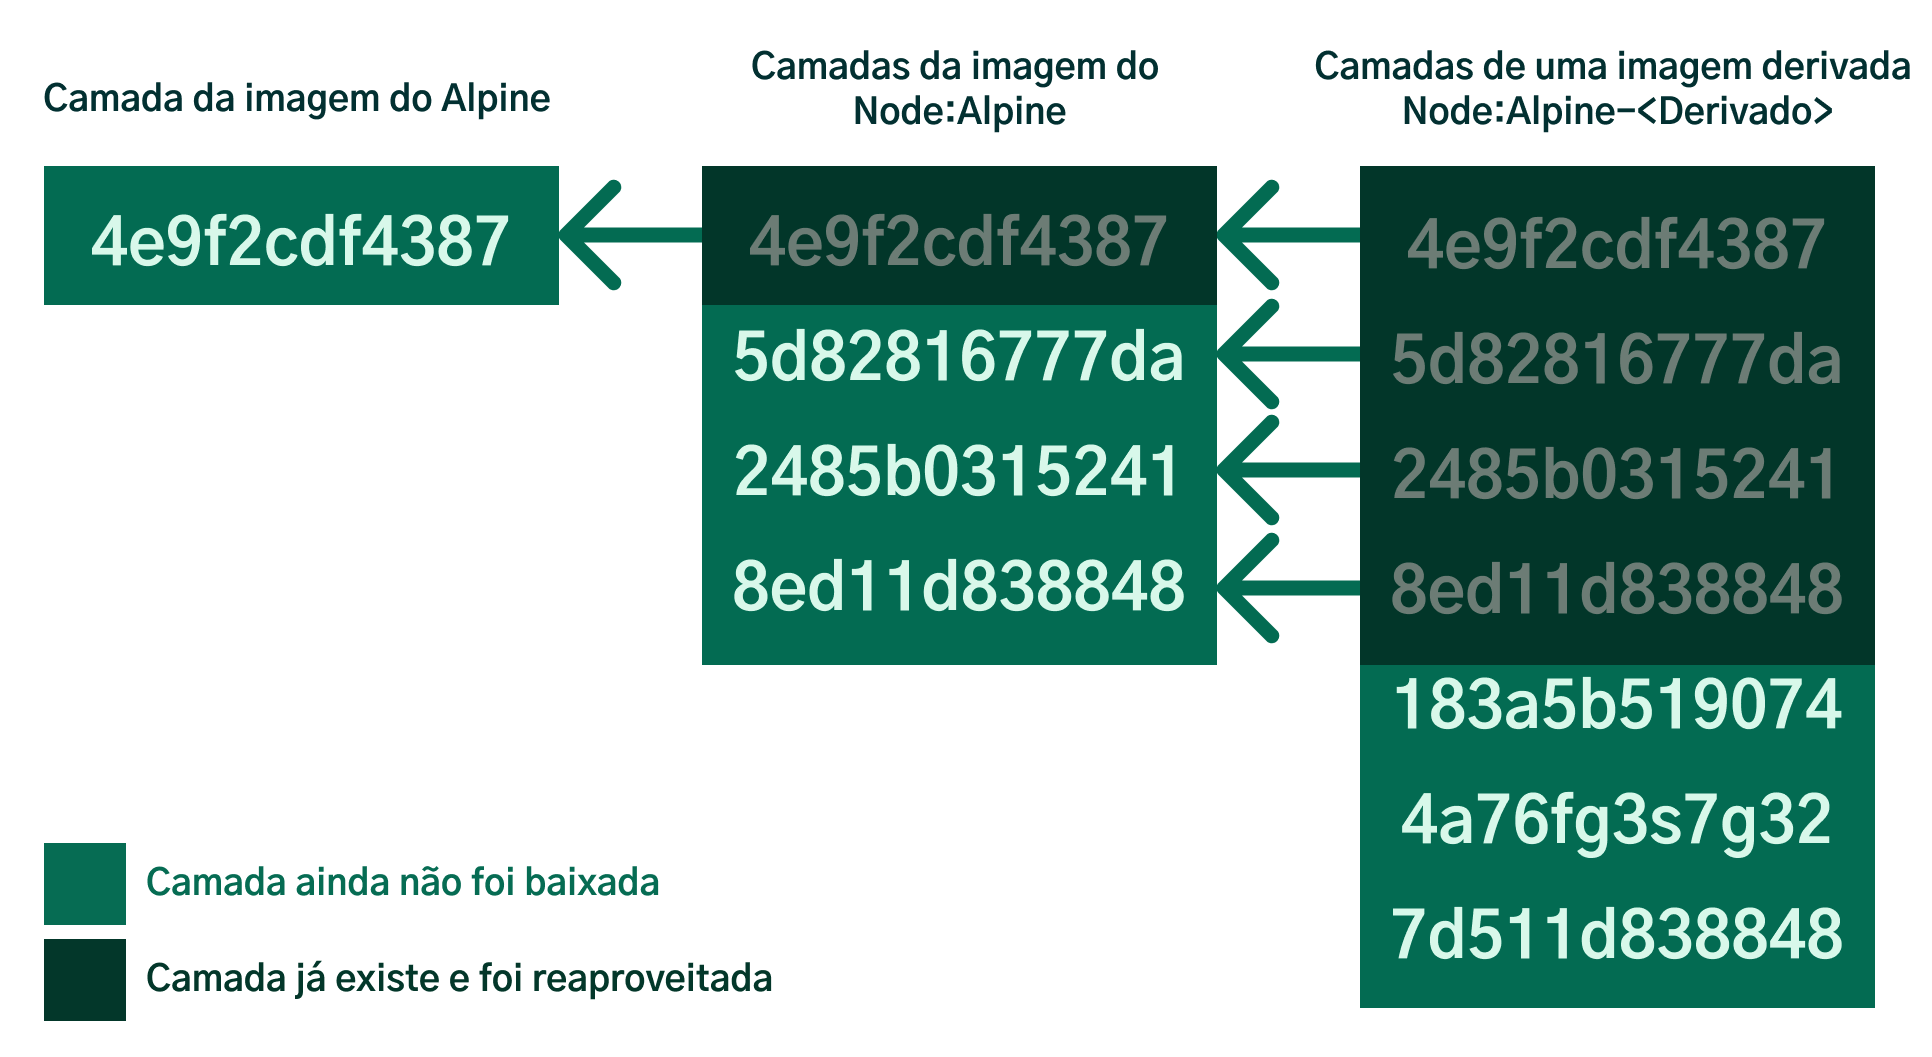 Camada da imagem do Alpine
4e9f2cdf4387
Camadas da imagem do
Node:Alpine
4e9f2cdf4387
5d82816777da
2485b0315241
8ed11d838848
Camadas de uma imagem derivada
Node:Alpine-<Derivado>
4e9f2cdf4387
5d82816777da
2485b0315241
8ed11d838848
183a5b519074
4a76fg3s7g32
7d511d838848
Camada ainda não foi baixada
Camada já existe e foi reaproveitada